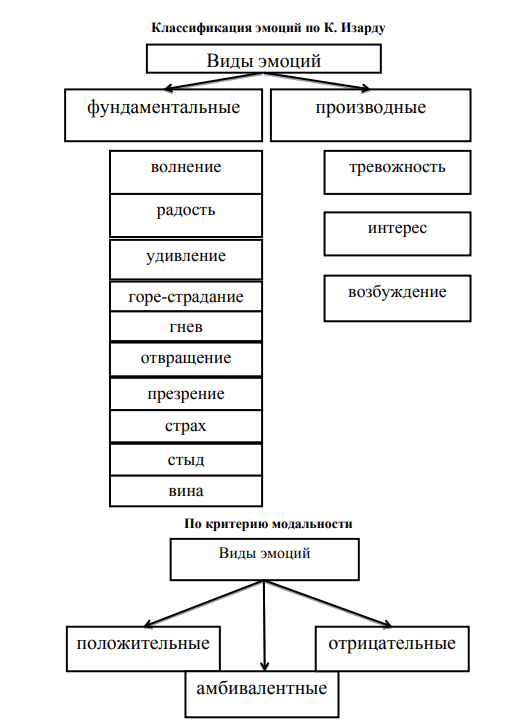 Классификация эмоций по К. Изарду
Виды эмоций
фундаментальные
производные
волнение
радость
удивление
горе-страдание
гнев
отвращение
презрение
страх
стыд
вина
тревожность
интерес
возбуждение
По критерию модальности
Виды эмоций
положительные
отрицательные
амбивалентные